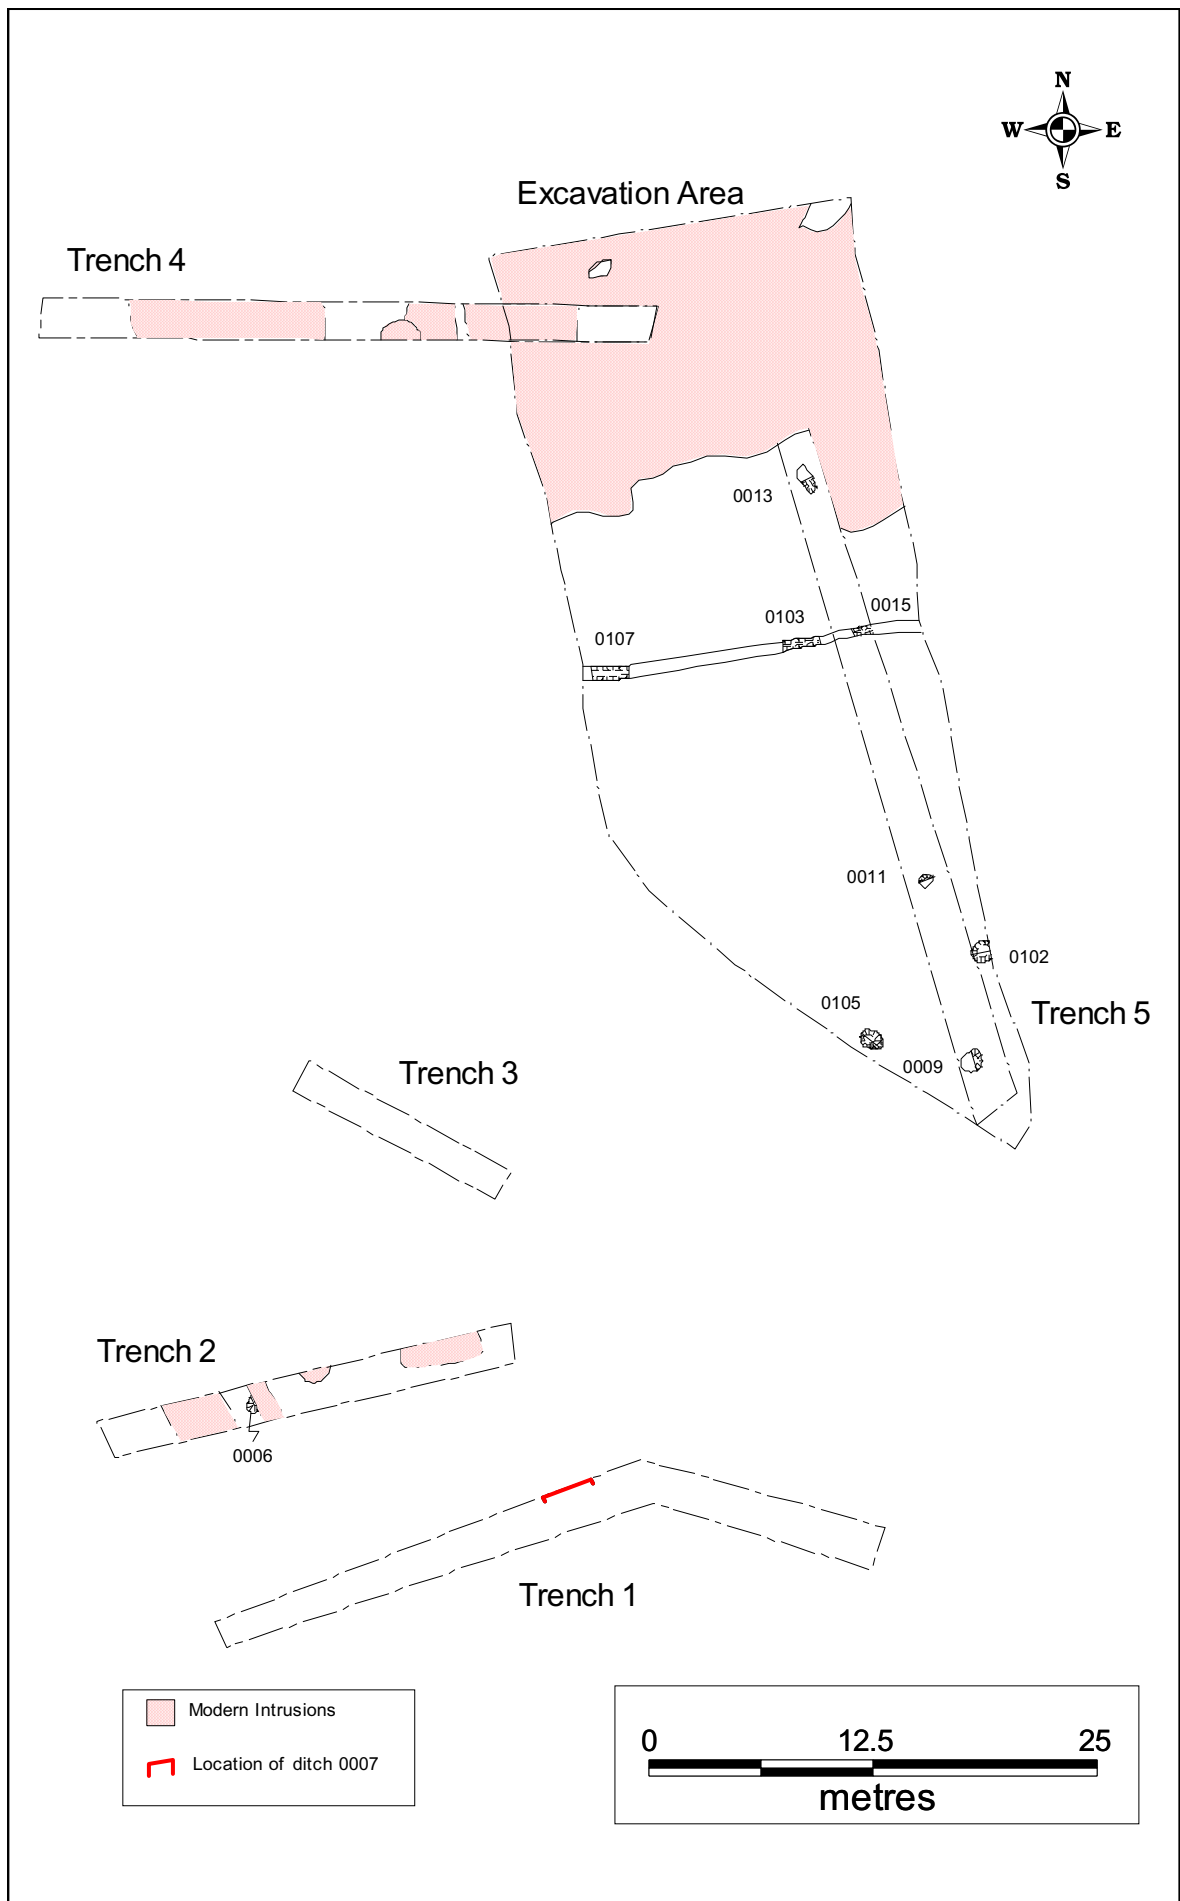 N
W E
S
Excavation Area
Trench 4
0013
0015
0103
0107
0011
0102
0105
Trench 5
0009
Trench 3
Trench 2
0006
Trench 1
Modern Intrusions
Location of ditch 0007
0 12.5 25
metres